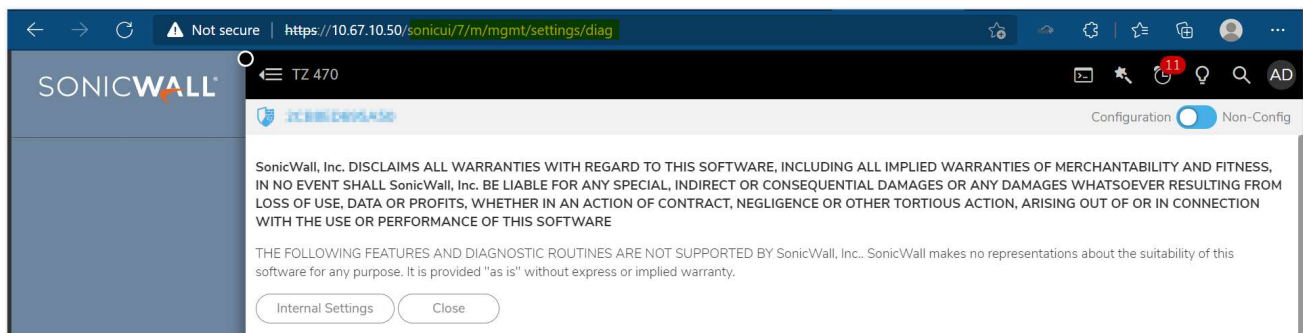 Not secure | https://10.67.10.50/sonicui/7/m/mgmt/settings/diag
SONICWALL
TZ 470
11
AD
Configuration
Non-Config
SonicWall, Inc. DISCLAIMS ALL WARRANTIES WITH REGARD TO THIS SOFTWARE, INCLUDING ALL IMPLIED WARRANTIES OF MERCHANTABILITY AND FITNESS,
IN NO EVENT SHALL SonicWall, Inc. BE LIABLE FOR ANY SPECIAL, INDIRECT OR CONSEQUENTIAL DAMAGES OR ANY DAMAGES WHATSOEVER RESULTING FROM
LOSS OF USE, DATA OR PROFITS, WHETHER IN AN ACTION OF CONTRACT, NEGLIGENCE OR OTHER TORTIOUS ACTION, ARISING OUT OF OR IN CONNECTION
WITH THE USE OR PERFORMANCE OF THIS SOFTWARE
THE FOLLOWING FEATURES AND DIAGNOSTIC ROUTINES ARE NOT SUPPORTED BY SonicWall, Inc.. SonicWall makes no representations about the suitability of this
software for any purpose. It is provided "as is" without express or implied warranty.
Internal Settings
Close